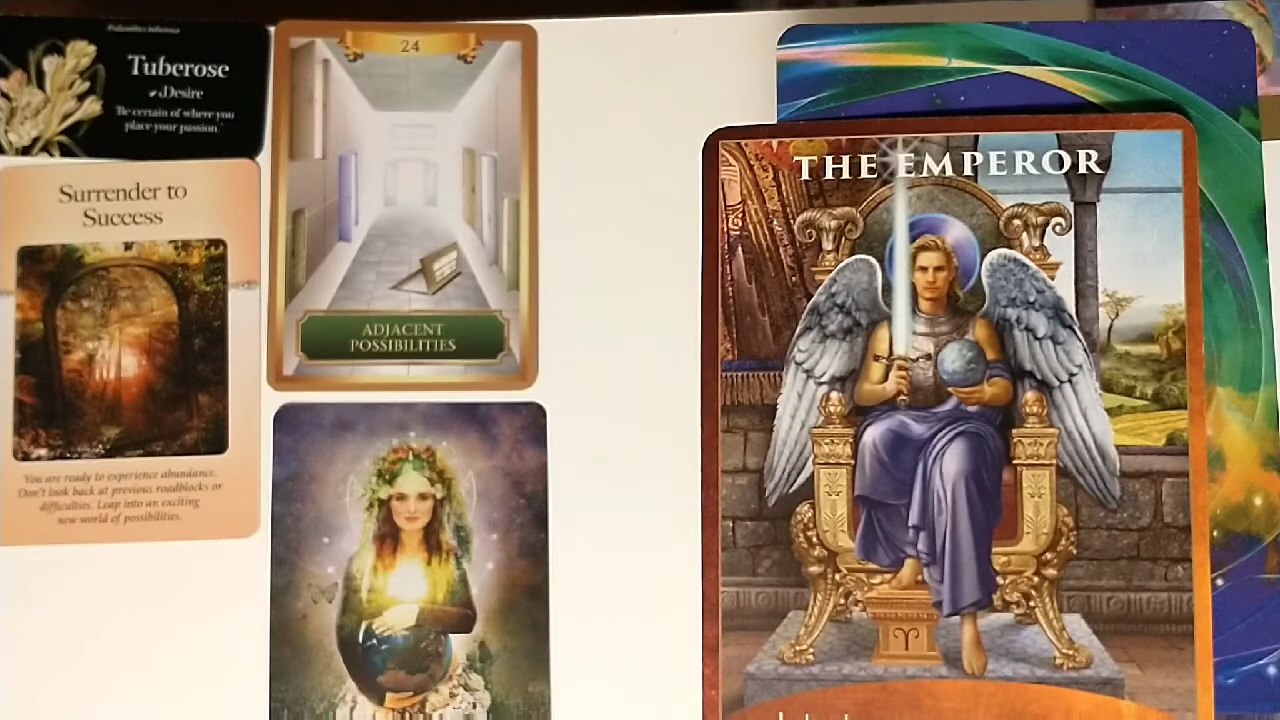 Polianthes tuberosa
Tuberose
Desire
'Be certain of where you
place your passion.'
Surrender to
Success
You are ready to experience abundance.
Don't look back at previous roadblocks or
difficulties. Leap into an exciting
new world of possibilities.
24
ADJACENT
POSSIBILITIES
THE EMPEROR